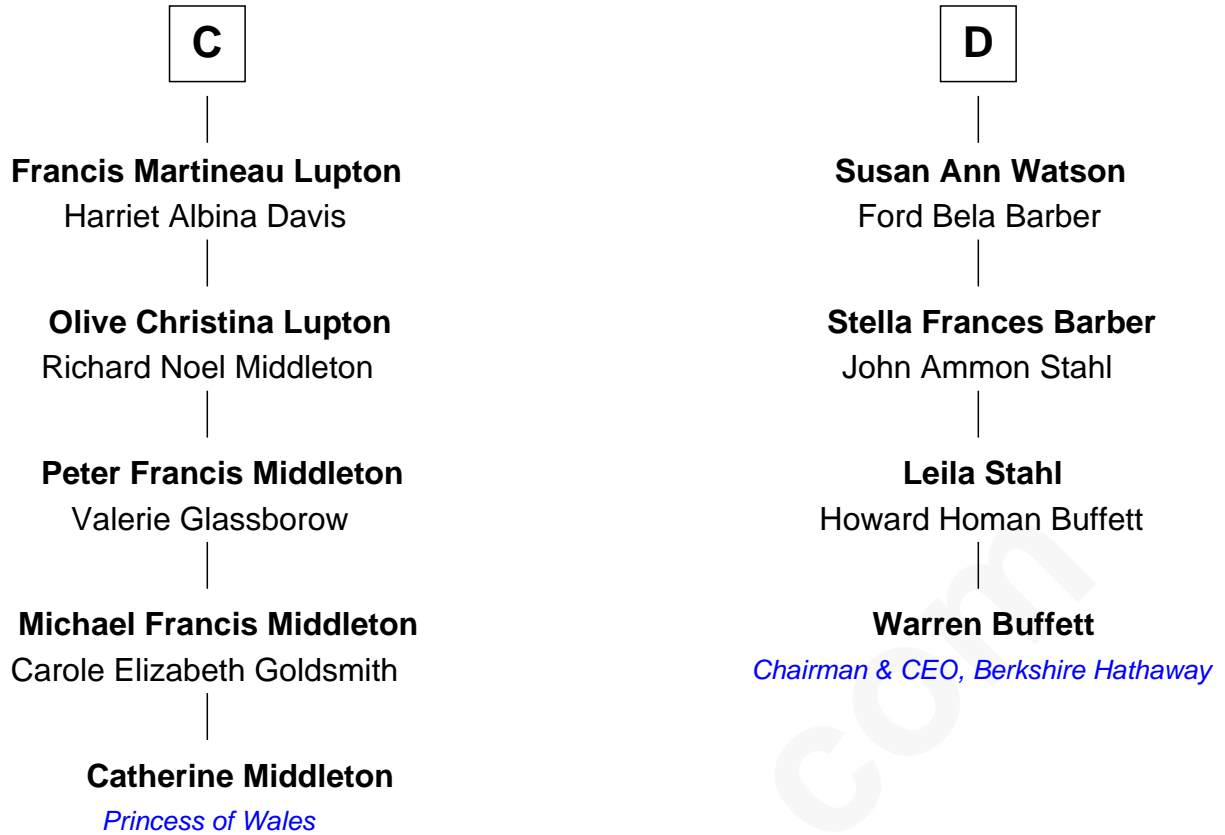 C
Francis Martineau Lupton
Harriet Albina Davis
Olive Christina Lupton
Richard Noel Middleton
Peter Francis Middleton
Valerie Glassborow
Michael Francis Middleton
Carole Elizabeth Goldsmith
Catherine Middleton
Princess of Wales
D
Susan Ann Watson
Ford Bela Barber
Stella Frances Barber
John Ammon Stahl
Leila Stahl
Howard Homan Buffett
Warren Buffett
Chairman & CEO, Berkshire Hathaway
com